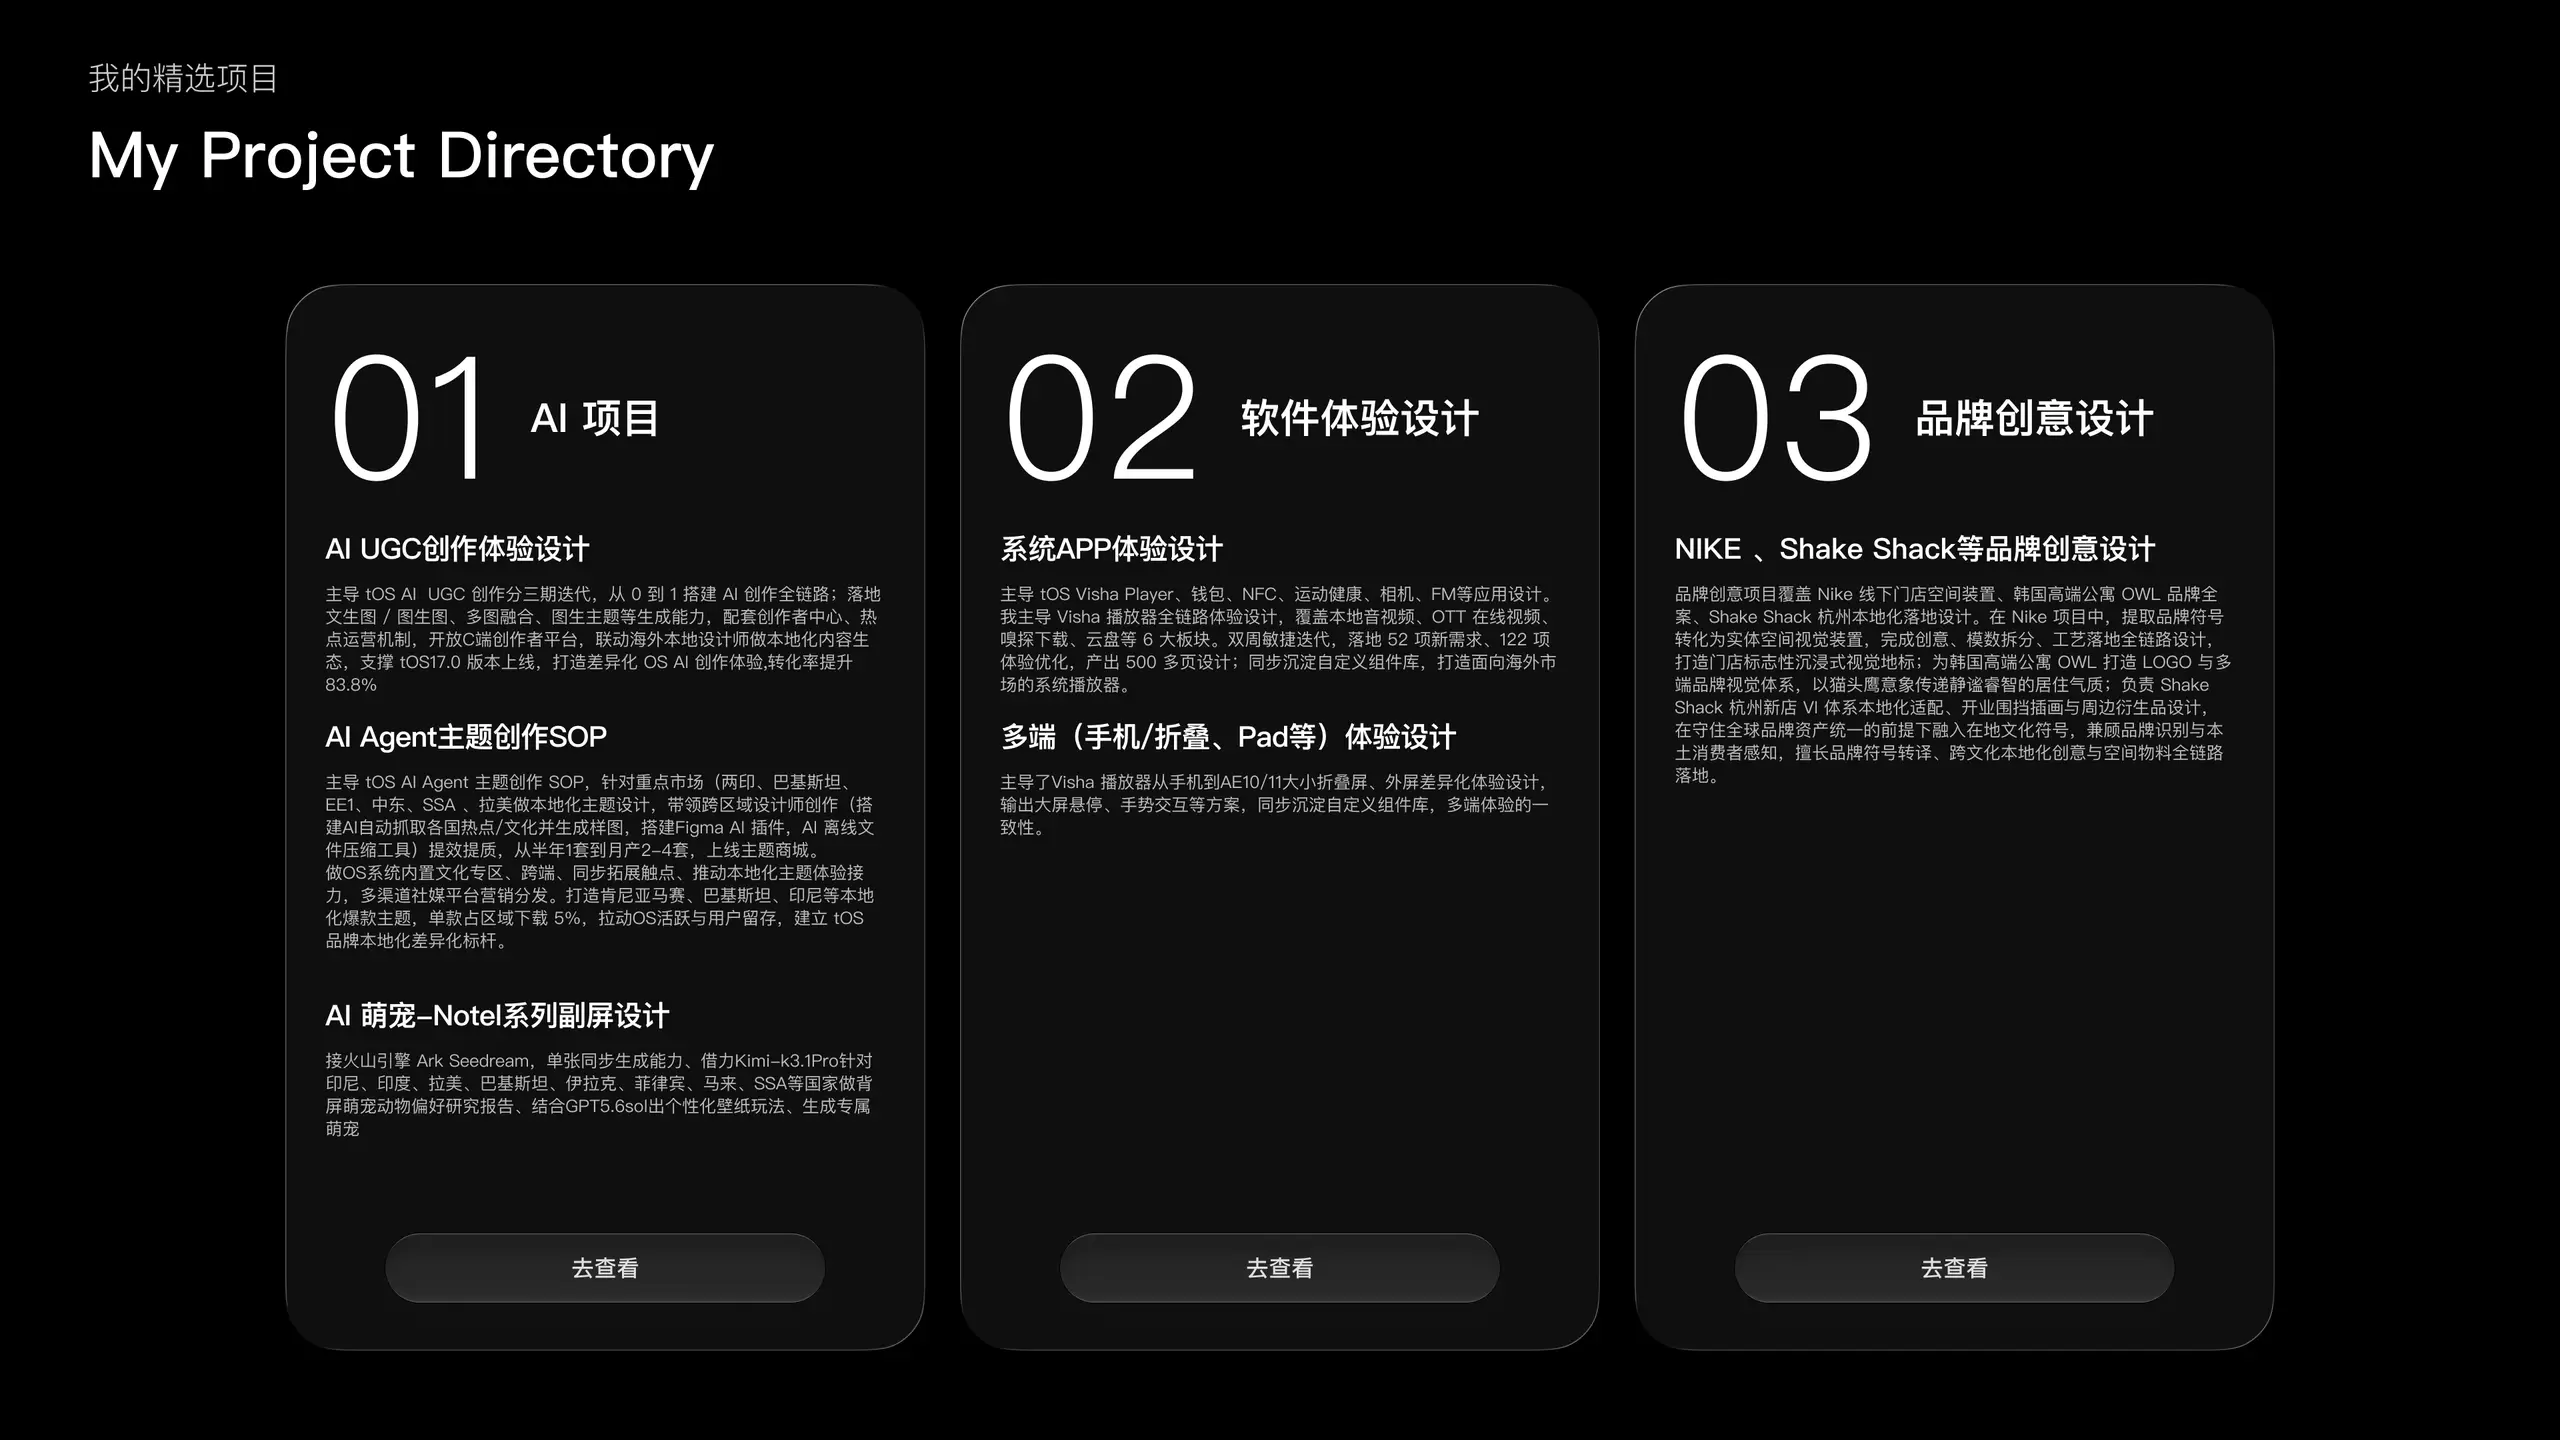 我的精选项目
My Project Directory
01
AI 项目
AI UGC创作体验设计
主导 tOS AI  UGC 创作分三期迭代，从 0 到 1 搭建 AI 创作全链路；落地
文生图 / 图生图、多图融合、图生主题等生成能力，配套创作者中心、热
点运营机制，开放C端创作者平台，联动海外本地设计师做本地化内容生
态，支撑 tOS17.0 版本上线，打造差异化 OS AI 创作体验,转化率提升
83.8%
AI Agent主题创作SOP
主导 tOS AI Agent 主题创作 SOP，针对重点市场（两印、巴基斯坦、
EE1、中东、SSA 、拉美做本地化主题设计，带领跨区域设计师创作（搭
建AI自动抓取各国热点/文化并生成样图，搭建Figma AI 插件，AI 离线文
件压缩工具）提效提质，从半年1套到月产2-4套，上线主题商城。
做OS系统内置文化专区、跨端、同步拓展触点、推动本地化主题体验接
力，多渠道社媒平台营销分发。打造肯尼亚马赛、巴基斯坦、印尼等本地
化爆款主题，单款占区域下载 5%，拉动OS活跃与用户留存，建立 tOS
品牌本地化差异化标杆。
AI 萌宠-Notel系列副屏设计
接火山引擎 Ark Seedream，单张同步生成能力、借力Kimi-k3.1Pro针对
印尼、印度、拉美、巴基斯坦、伊拉克、菲律宾、马来、SSA等国家做背
屏萌宠动物偏好研究报告、结合GPT5.6sol出个性化壁纸玩法、生成专属
萌宠
去查看
02
软件体验设计
系统APP体验设计
主导 tOS Visha Player、钱包、NFC、运动健康、相机、FM等应用设计。
我主导 Visha 播放器全链路体验设计，覆盖本地音视频、OTT 在线视频、
嗅探下载、云盘等 6 大板块。双周敏捷迭代，落地 52 项新需求、122 项
体验优化，产出 500 多页设计；同步沉淀自定义组件库，打造面向海外市
场的系统播放器。
多端（手机/折叠、Pad等）体验设计
主导了Visha 播放器从手机到AE10/11大小折叠屏、外屏差异化体验设计，
输出大屏悬停、手势交互等方案，同步沉淀自定义组件库，多端体验的一
致性。
去查看
03
品牌创意设计
NIKE 、Shake Shack等品牌创意设计
品牌创意项目覆盖 Nike 线下门店空间装置、韩国高端公寓 OWL 品牌全
案、Shake Shack 杭州本地化落地设计。在 Nike 项目中，提取品牌符号
转化为实体空间视觉装置，完成创意、模数拆分、工艺落地全链路设计，
打造门店标志性沉浸式视觉地标；为韩国高端公寓 OWL 打造 LOGO 与多
端品牌视觉体系，以猫头鹰意象传递静谧睿智的居住气质；负责 Shake
Shack 杭州新店 VI 体系本地化适配、开业围挡插画与周边衍生品设计，
在守住全球品牌资产统一的前提下融入在地文化符号，兼顾品牌识别与本
土消费者感知，擅长品牌符号转译、跨文化本地化创意与空间物料全链路
落地。
去查看